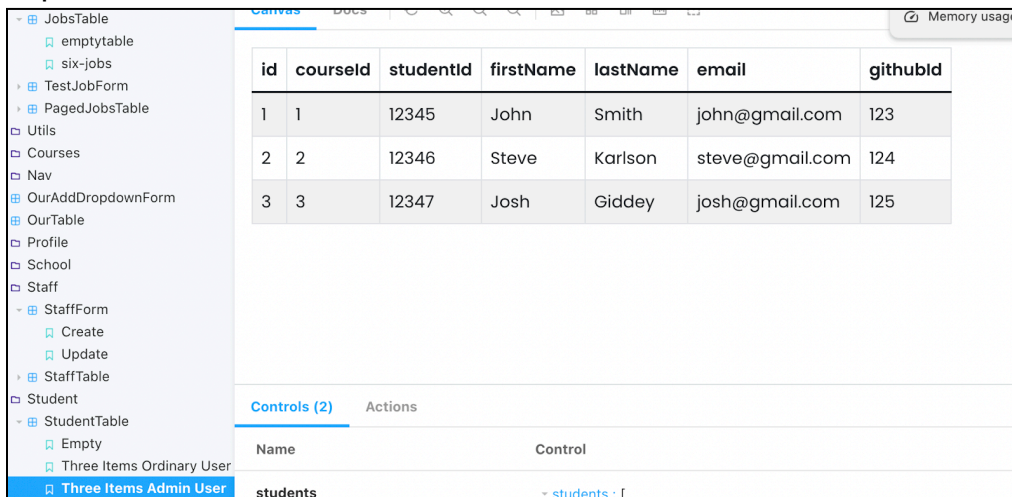 JobsTable
emptytable
six-jobs
TestJobForm
PagedJobsTable
Utils
Courses
Nav
OurAddDropdownForm
OurTable
Profile
School
Staff
StaffForm
Create
Update
StaffTable
Student
StudentTable
Empty
Three Items Ordinary User
Three Items Admin User
Canvas Docs
Memory usage
id courseId studentId firstName lastName email githubId
1 1 12345 John Smith john@gmail.com 123
2 2 12346 Steve Karlson steve@gmail.com 124
3 3 12347 Josh Giddey josh@gmail.com 125
Controls (2) Actions
Name Control
students students : [